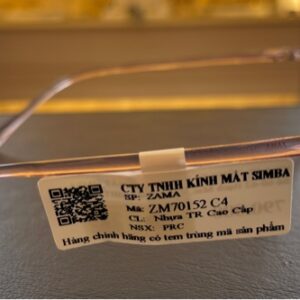 CTY TNHH KÍNH MẮT SIMBA
SP: ZAMA
Mã: ZM70152 C4
CL: Nhựa TR Cao Cấp
NSX: PRC
Hàng chính hãng có tem trùng mã sản phẩm